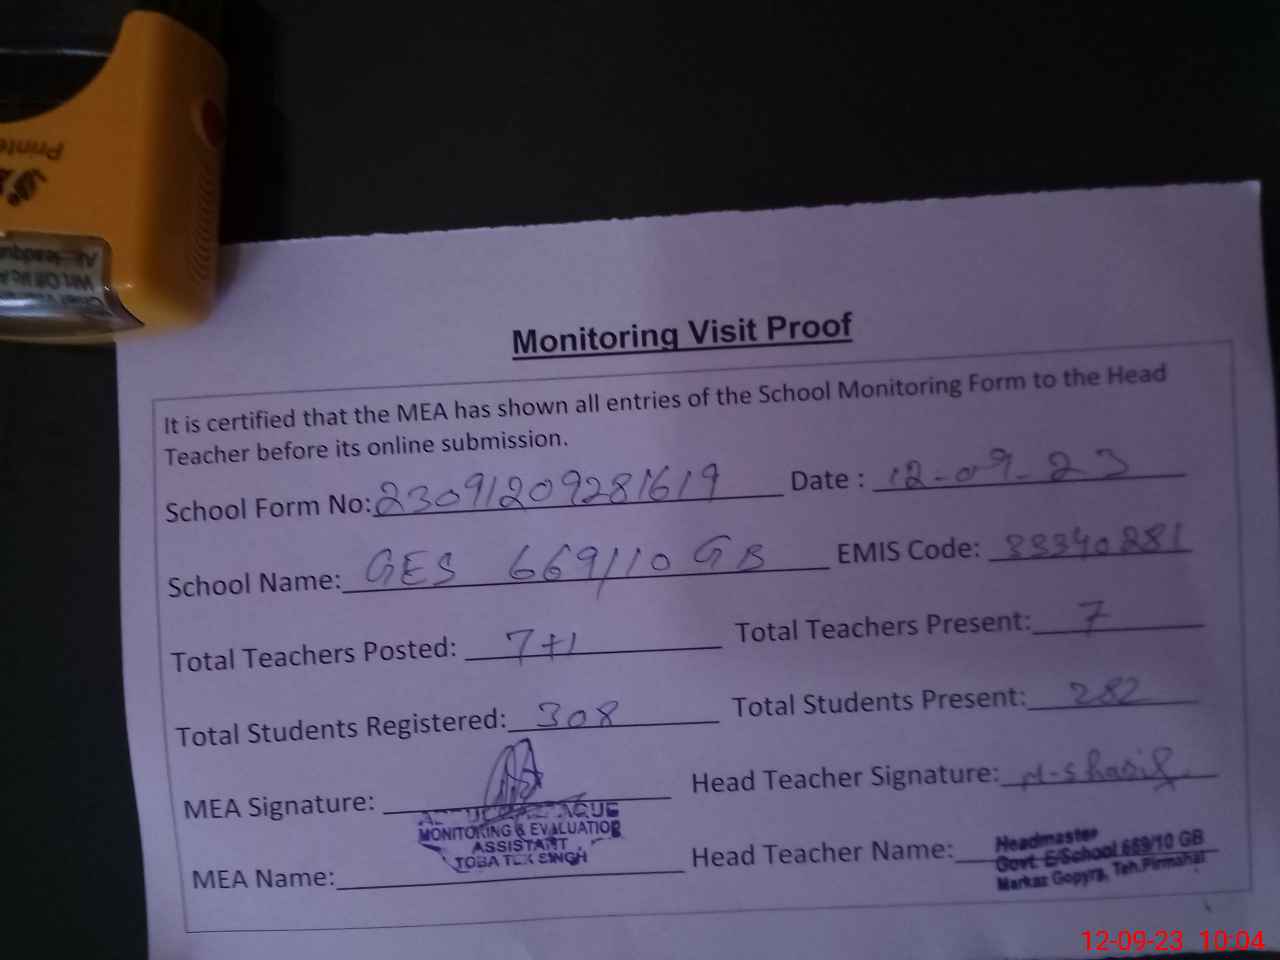 Printe
Monitoring Visit Proof
It is certified that the MEA has shown all entries of the School Monitoring Form to the Head
Teacher before its online submission.
School Form No: 23091209281619 Date : 12-09-23
School Name: GES 669/10 GB EMIS Code: 33340281
Total Teachers Posted: 7+1 Total Teachers Present: 7
Total Students Registered: 308 Total Students Present: 282
MEA Signature: Head Teacher Signature: M-Shafiq
MONITORING & EVALUATION
ASSISTANT
TOBA TEK SINGH
MEA Name: Head Teacher Name:
Headmaster
Govt. E/School 669/10 GB
Markaz Gopyra, Teh.Pirmahal
12-09-23 10:04